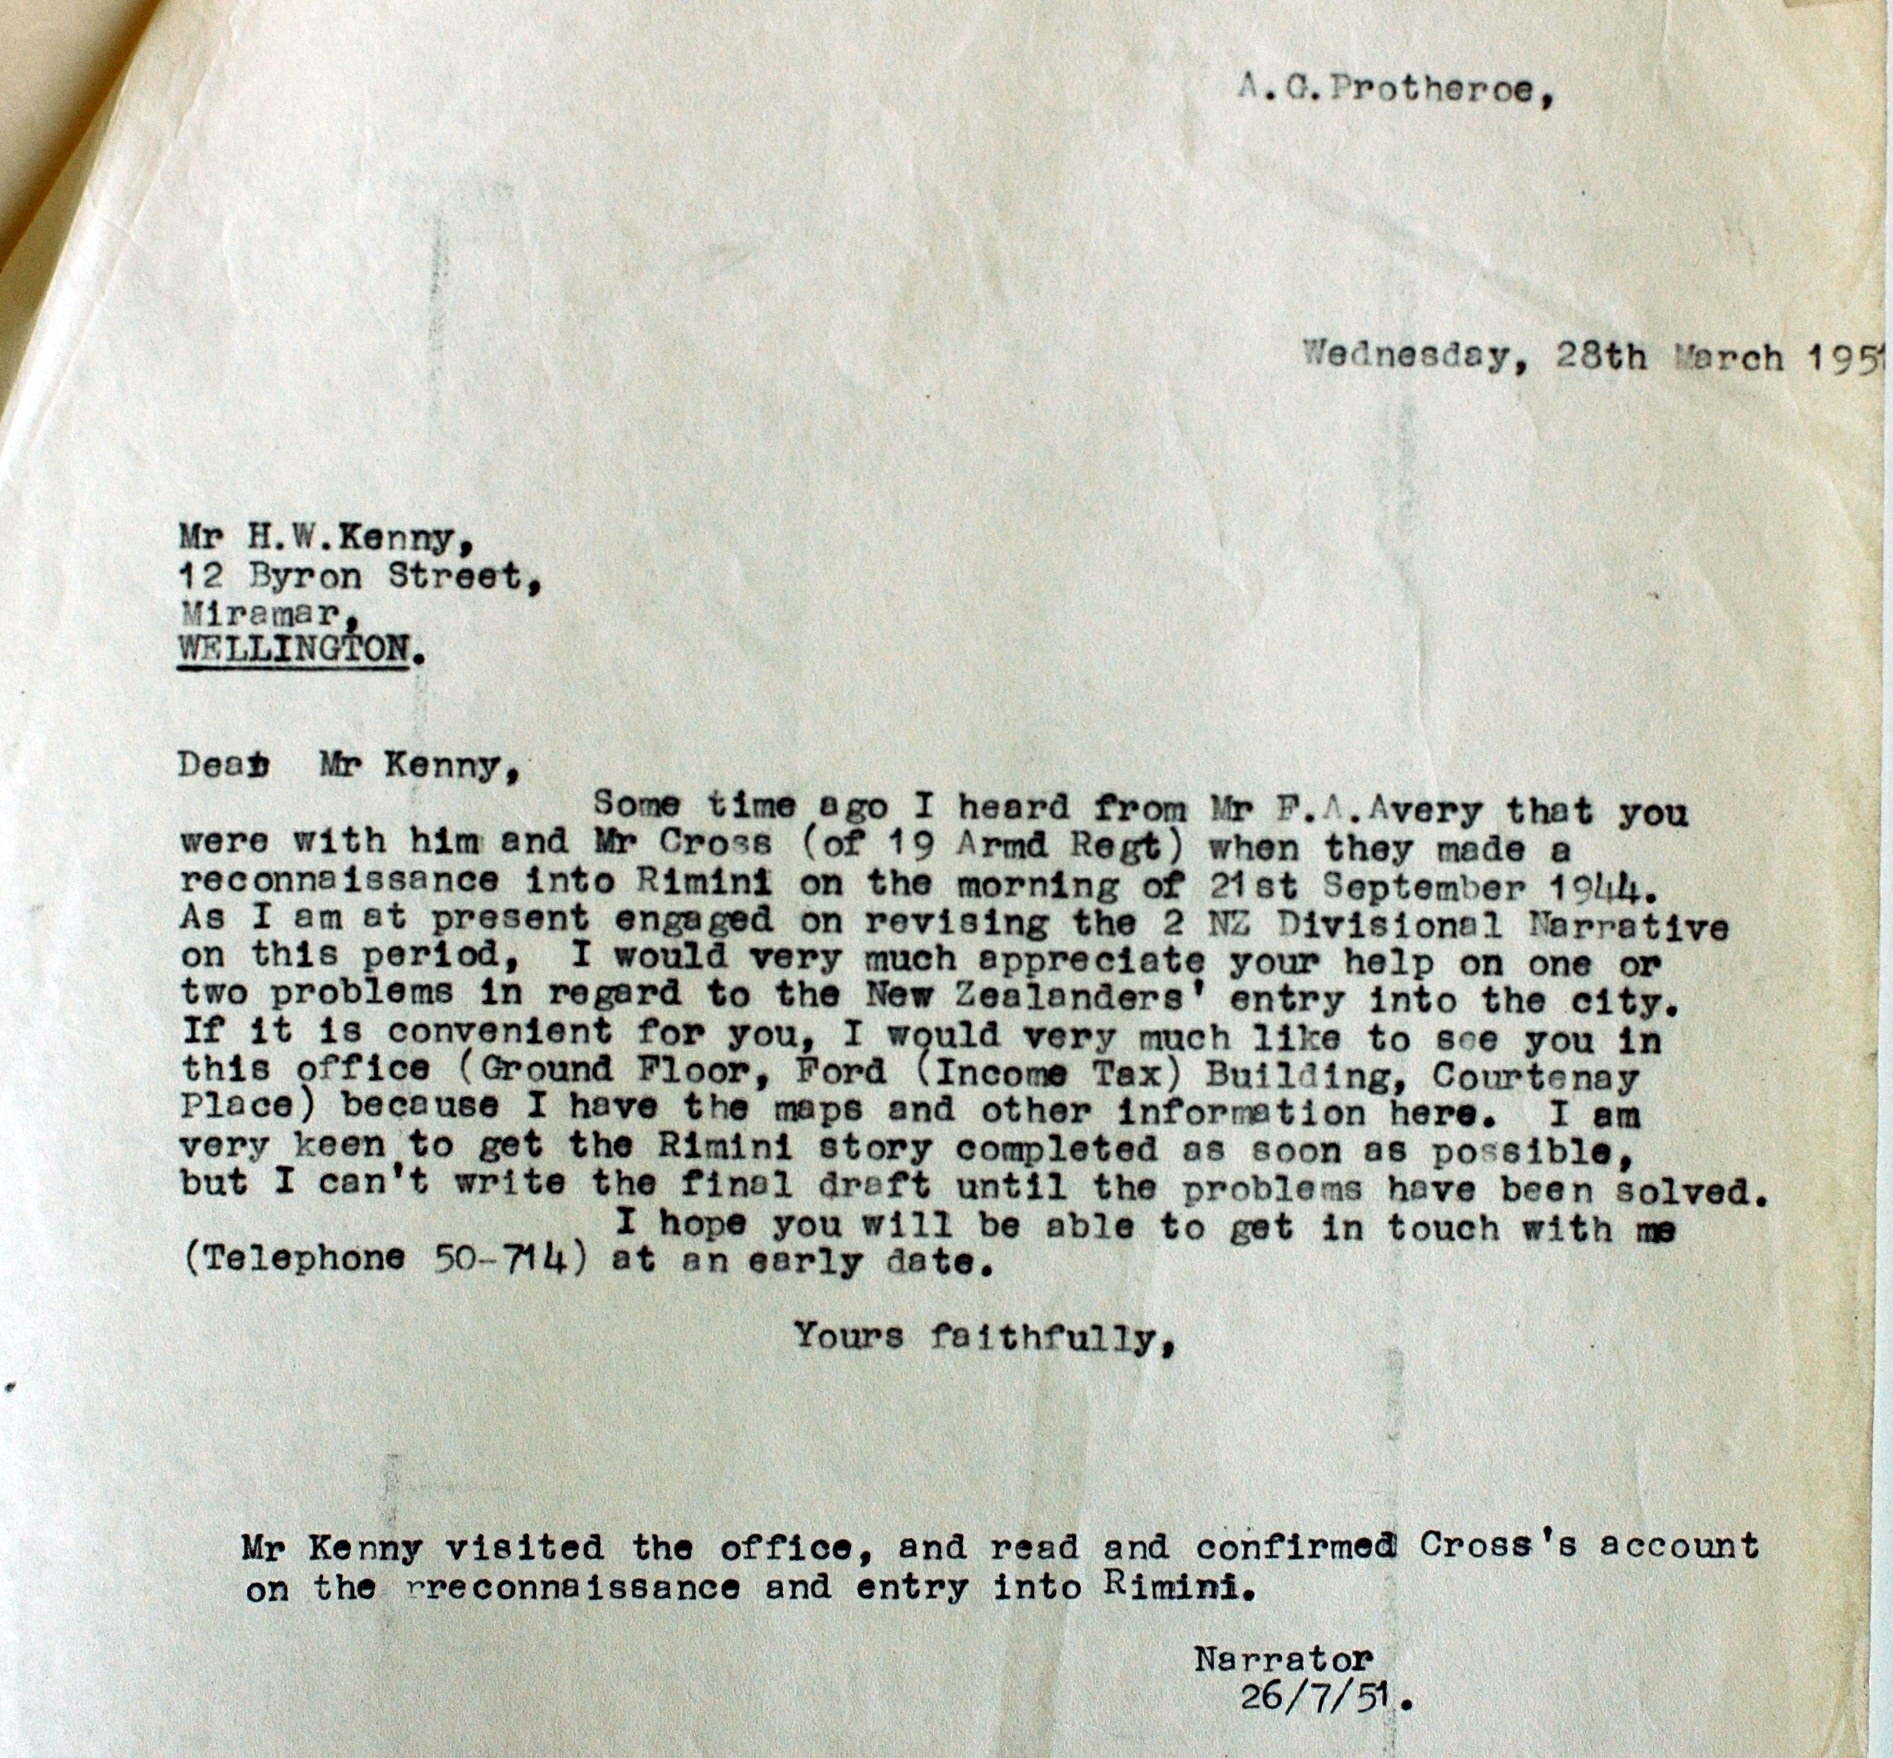 A.G.Protheroe,
Wednesday, 28th March 1951
Mr H.W.Kenny,
12 Byron Street,
Miramar,
WELLINGTON.
Dear Mr Kenny,
Some time ago I heard from Mr F.A.Avery that you
were with him and Mr Cross (of 19 Armd Regt) when they made a
reconnaissance into Rimini on the morning of 21st September 1944.
As I am at present engaged on revising the 2 NZ Divisional Narrative
on this period, I would very much appreciate your help on one or
two problems in regard to the New Zealanders' entry into the city.
If it is convenient for you, I would very much like to see you in
this office (Ground Floor, Ford (Income Tax) Building, Courtenay
Place) because I have the maps and other information here. I am
very keen to get the Rimini story completed as soon as possible,
but I can't write the final draft until the problems have been solved.
I hope you will be able to get in touch with me
(Telephone 50-714) at an early date.
Yours faithfully,
Mr Kenny visited the office, and read and confirmed Cross's account
on the rreconnaissance and entry into Rimini.
Narrator
26/7/51.